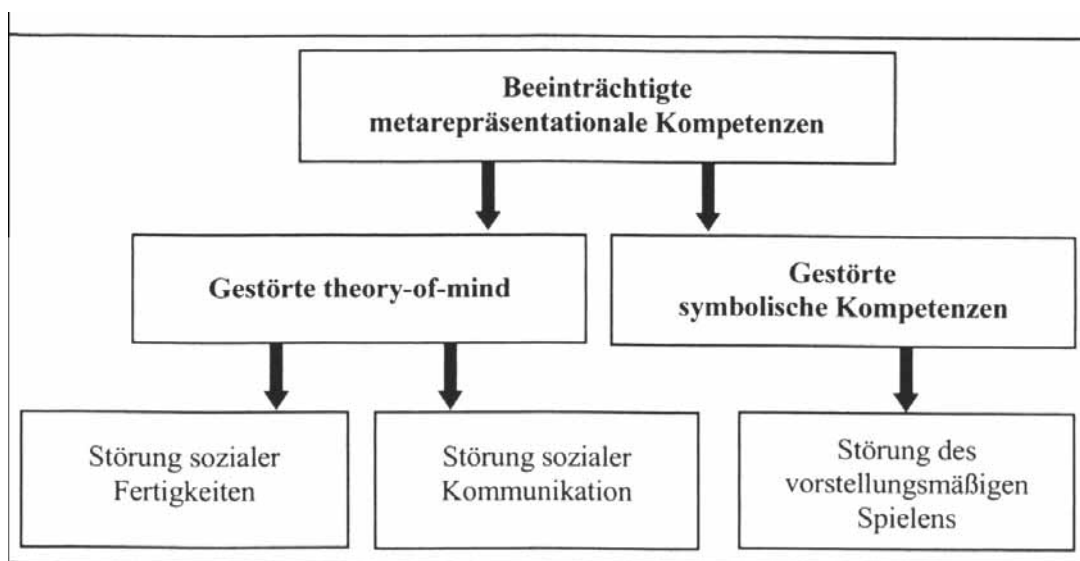 Beeinträchtigte
metarepräsentationale Kompetenzen
Gestörte theory-of-mind
Gestörte
symbolische Kompetenzen
Störung sozialer
Fertigkeiten
Störung sozialer
Kommunikation
Störung des
vorstellungsmäßigen
Spielens